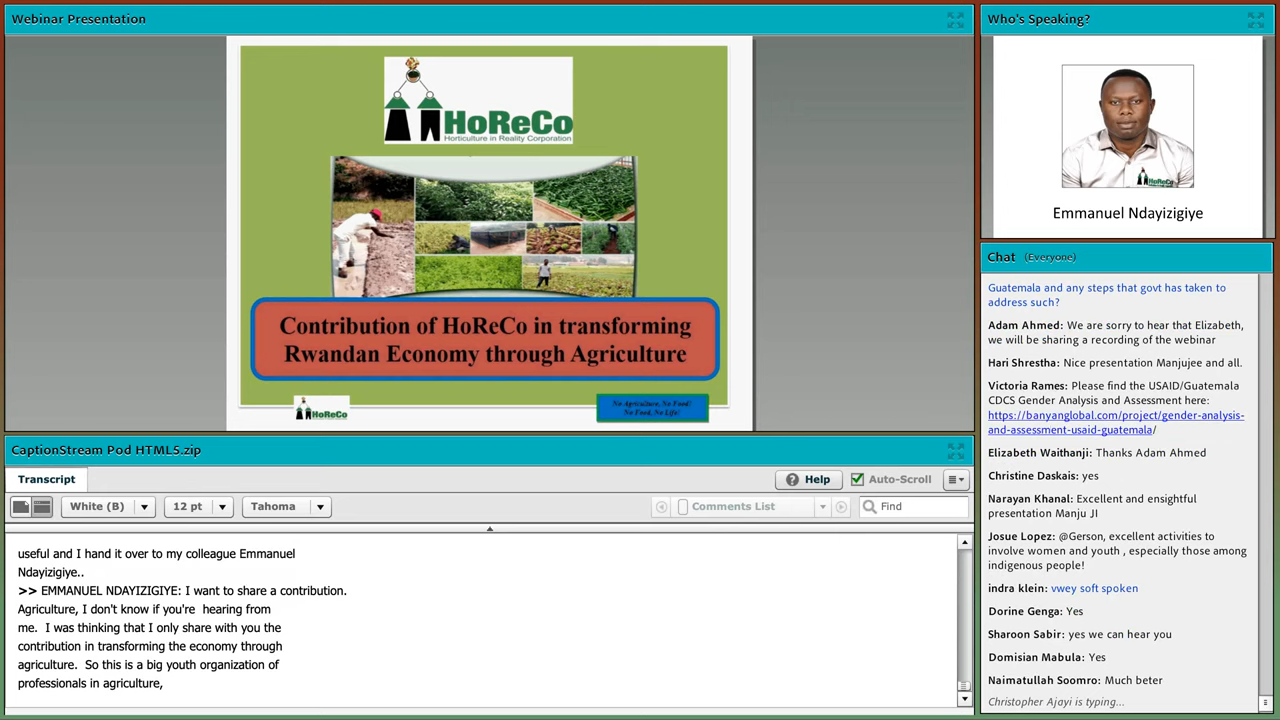 Webinar Presentation
HoReCo
Horticulture in Reality Corporation
Contribution of HoReCo in transforming
Rwandan Economy through Agriculture
HoReCo
No Agriculture, No Food!
No Food, No Life!
Who's Speaking?
HoReCo
Emmanuel Ndayizigiye
Chat (Everyone)
Guatemala and any steps that govt has taken to
address such?
Adam Ahmed: We are sorry to hear that Elizabeth,
we will be sharing a recording of the webinar
Hari Shrestha: Nice presentation Manjujee and all.
Victoria Rames: Please find the USAID/Guatemala
CDCS Gender Analysis and Assessment here:
https://banyanglobal.com/project/gender-analysis-
and-assessment-usaid-guatemala/
Elizabeth Waithanji: Thanks Adam Ahmed
Christine Daskais: yes
Narayan Khanal: Excellent and ensightful
presentation Manju JI
Josue Lopez: @Gerson, excellent activities to
involve women and youth , especially those among
indigenous people!
indra klein: vwey soft spoken
Dorine Genga: Yes
Sharoon Sabir: yes we can hear you
Domisian Mabula: Yes
Naimatullah Soomro: Much beter
Christopher Ajayi is typing...
CaptionStream Pod HTML5.zip
Transcript
Help
Auto-Scroll
White (B)
12 pt
Tahoma
Comments List
Find
useful and I hand it over to my colleague Emmanuel
Ndayizigiye..
>> EMMANUEL NDAYIZIGIYE: I want to share a contribution.
Agriculture, I don't know if you're  hearing from
me.  I was thinking that I only share with you the
contribution in transforming the economy through
agriculture.  So this is a big youth organization of
professionals in agriculture,